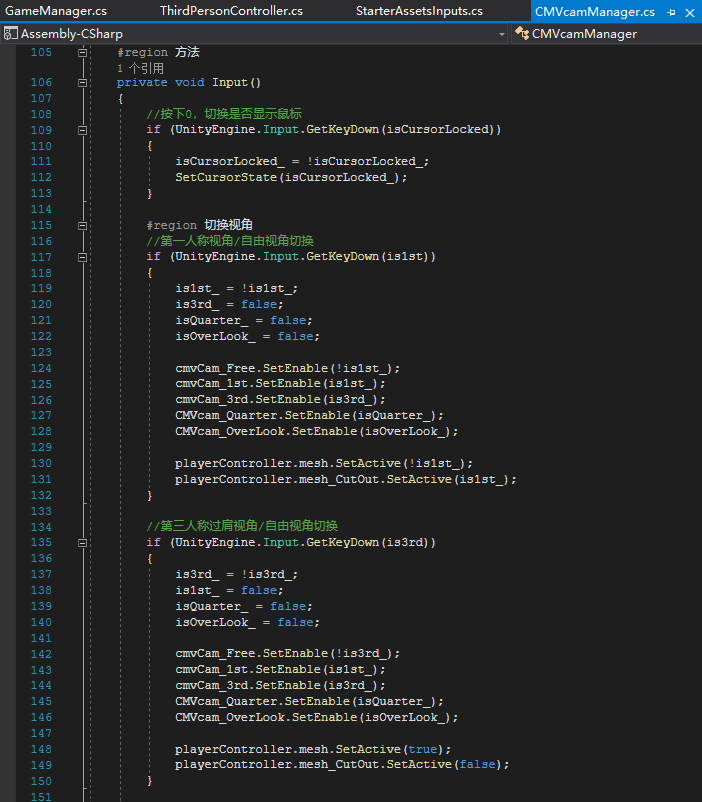 GameManager.cs ThirdPersonController.cs StarterAssetsInputs.cs CMVcamManager.cs
Assembly-CSharp CMVcamManager
105 #region 方法
1 个引用
106 private void Input()
107 {
108 //按下0, 切换是否显示鼠标
109 if (UnityEngine.Input.GetKeyDown(isCursorLocked))
110 {
111 isCursorLocked_ = !isCursorLocked_;
112 SetCursorState(isCursorLocked_);
113 }
114
115 #region 切换视角
116 //第一人称视角/自由视角切换
117 if (UnityEngine.Input.GetKeyDown(is1st))
118 {
119 is1st_ = !is1st_;
120 is3rd_ = false;
121 isQuarter_ = false;
122 isOverLook_ = false;
123
124 cmvCam_Free.SetEnable(!is1st_);
125 cmvCam_1st.SetEnable(is1st_);
126 cmvCam_3rd.SetEnable(is3rd_);
127 CMVcam_Quarter.SetEnable(isQuarter_);
128 CMVcam_OverLook.SetEnable(isOverLook_);
129
130 playerController.mesh.SetActive(!is1st_);
131 playerController.mesh_CutOut.SetActive(is1st_);
132 }
133
134 //第三人称过肩视角/自由视角切换
135 if (UnityEngine.Input.GetKeyDown(is3rd))
136 {
137 is3rd_ = !is3rd_;
138 is1st_ = false;
139 isQuarter_ = false;
140 isOverLook_ = false;
141
142 cmvCam_Free.SetEnable(!is3rd_);
143 cmvCam_1st.SetEnable(is1st_);
144 cmvCam_3rd.SetEnable(is3rd_);
145 CMVcam_Quarter.SetEnable(isQuarter_);
146 CMVcam_OverLook.SetEnable(isOverLook_);
147
148 playerController.mesh.SetActive(true);
149 playerController.mesh_CutOut.SetActive(false);
150 }
151